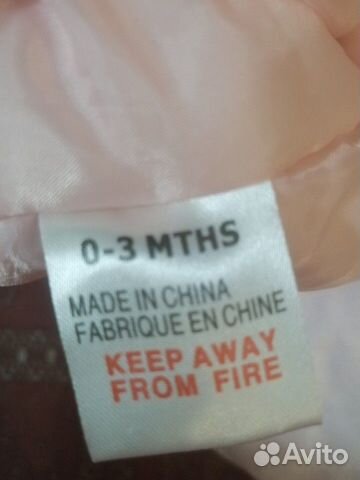 0-3 MTHS
MADE IN CHINA
FABRIQUE EN CHINE
KEEP AWAY
FROM FIRE
Avito